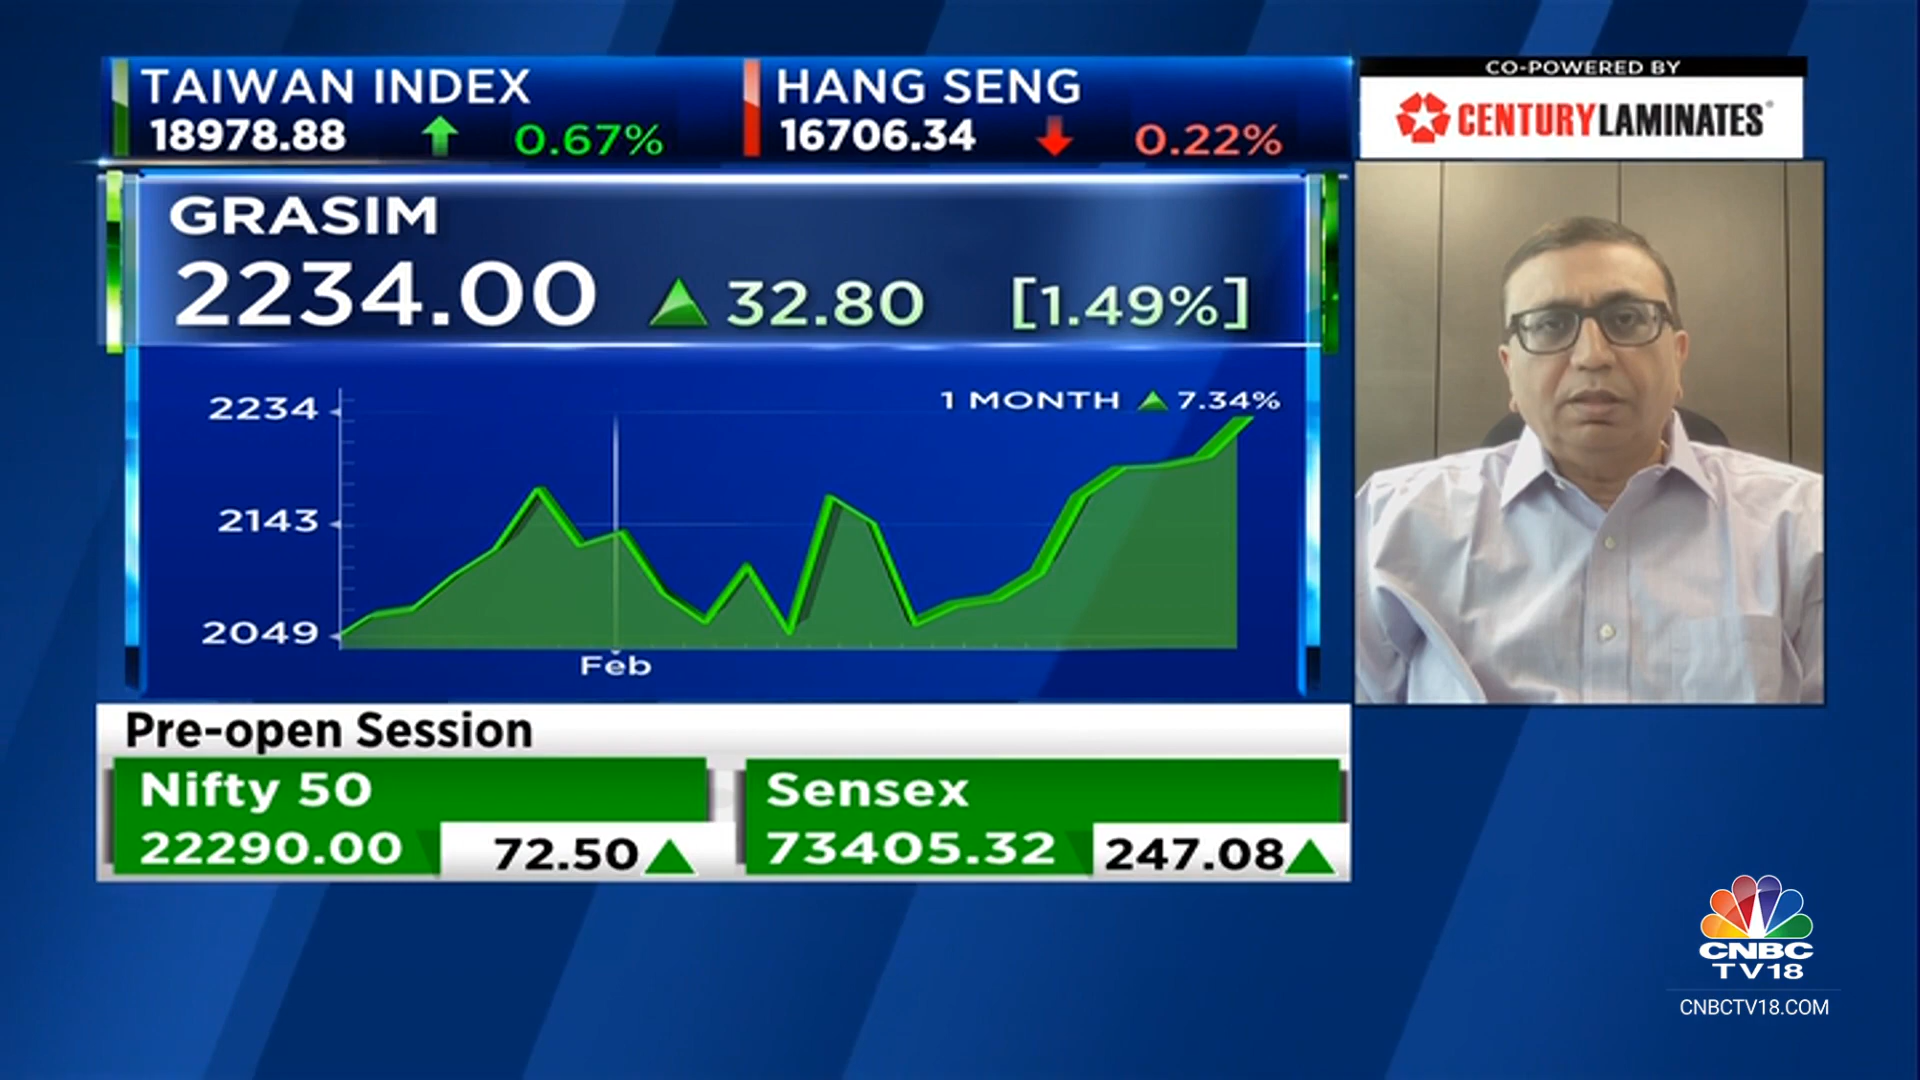 TAIWAN INDEX
18978.88 0.67%
HANG SENG
16706.34 0.22%
CO-POWERED BY
CENTURYLAMINATES
GRASIM
2234.00 32.80 [1.49%]
1 MONTH 7.34%
2234
2143
2049
Feb
Pre-open Session
Nifty 50
22290.00 72.50
Sensex
73405.32 247.08
CNBC
TV18
CNBCTV18.COM